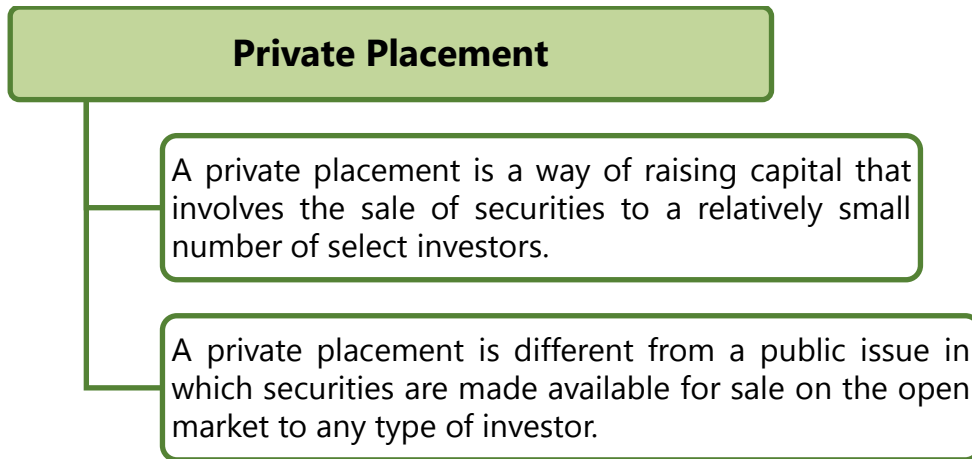 Private Placement
A private placement is a way of raising capital that
involves the sale of securities to a relatively small
number of select investors.
A private placement is different from a public issue in
which securities are made available for sale on the open
market to any type of investor.